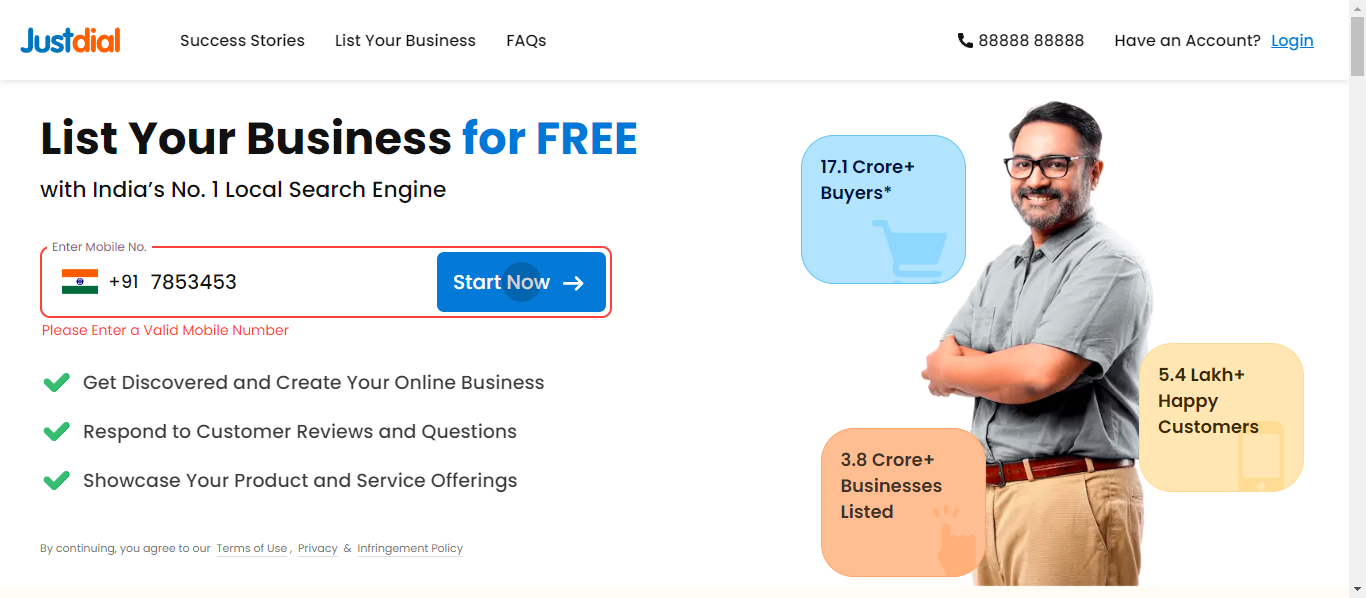 Justdial
Success Stories
List Your Business
FAQs
88888 88888
Have an Account? Login
List Your Business for FREE
with India’s No. 1 Local Search Engine
Enter Mobile No.
+91 7853453
Start Now
Please Enter a Valid Mobile Number
Get Discovered and Create Your Online Business
Respond to Customer Reviews and Questions
Showcase Your Product and Service Offerings
By continuing, you agree to our Terms of Use , Privacy & Infringement Policy
17.1 Crore+
Buyers*
5.4 Lakh+
Happy
Customers
3.8 Crore+
Businesses
Listed